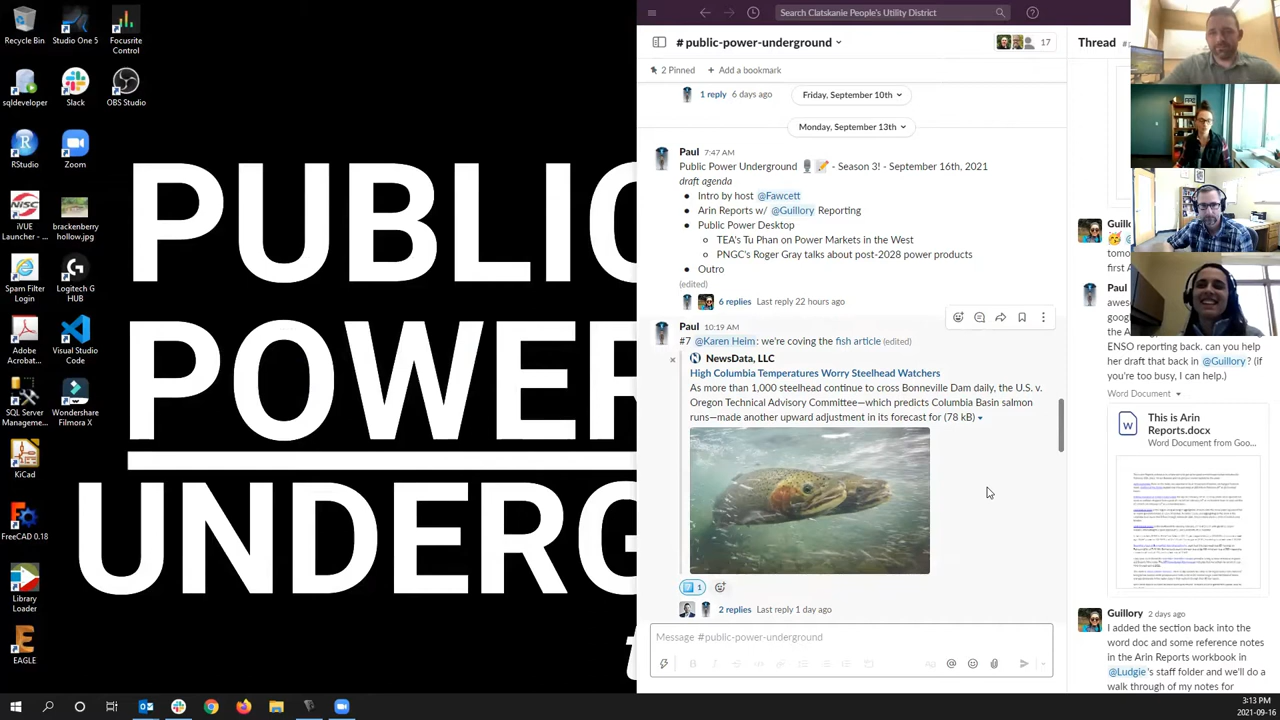 Recycle Bin
Studio One 5
Focusrite
Control
sqldeveloper
Slack
OBS Studio
RStudio
Zoom
NISC
iVUE
Launcher - ...
brackenberry
hollow.jpg
Spam Filter
Login
Logitech G
HUB
Adobe
Acrobat...
Visual Studio
Code
SQL Server
Manageme...
Wondershare
Filmora X
KiCad
FreeCAD 0.18
Library
Loader
EAGLE
PUBLIC
POWER
UNDERG
t
Search Clatskanie People's Utility District
# public-power-underground
17
2 Pinned
+ Add a bookmark
1 reply 6 days ago
Friday, September 10th
Monday, September 13th
Paul 7:47 AM
Public Power Underground 🎙️ 📝 - Season 3! - September 16th, 2021
draft agenda
• Intro by host @Fawcett
• Arin Reports w/ @Guillory Reporting
• Public Power Desktop
◦ TEA's Tu Phan on Power Markets in the West
◦ PNGC's Roger Gray talks about post-2028 power products
• Outro
(edited)
6 replies Last reply 22 hours ago
Paul 10:19 AM
#7 @Karen Heim: we're coving the fish article (edited)
NewsData, LLC
High Columbia Temperatures Worry Steelhead Watchers
As more than 1,000 steelhead continue to cross Bonneville Dam daily, the U.S. v.
Oregon Technical Advisory Committee—which predicts Columbia Basin salmon
runs—made another upward adjustment in its forecast for (78 kB)
1
2 replies Last reply 1 day ago
Message #public-power-underground
Thread
Guill
tomo
first A
Paul
awes
goog
the A
ENSO reporting back. can you help
her draft that back in
@Guillory? (if
you're too busy, I can help.)
Word Document
This is Arin
Reports.docx
Word Document from Goo...
Guillory 2 days ago
I added the section back into the
word doc and some reference notes
in the Arin Reports workbook in
@Ludgie's staff folder and we'll do a
walk through of my notes for
3:13 PM
2021-09-16